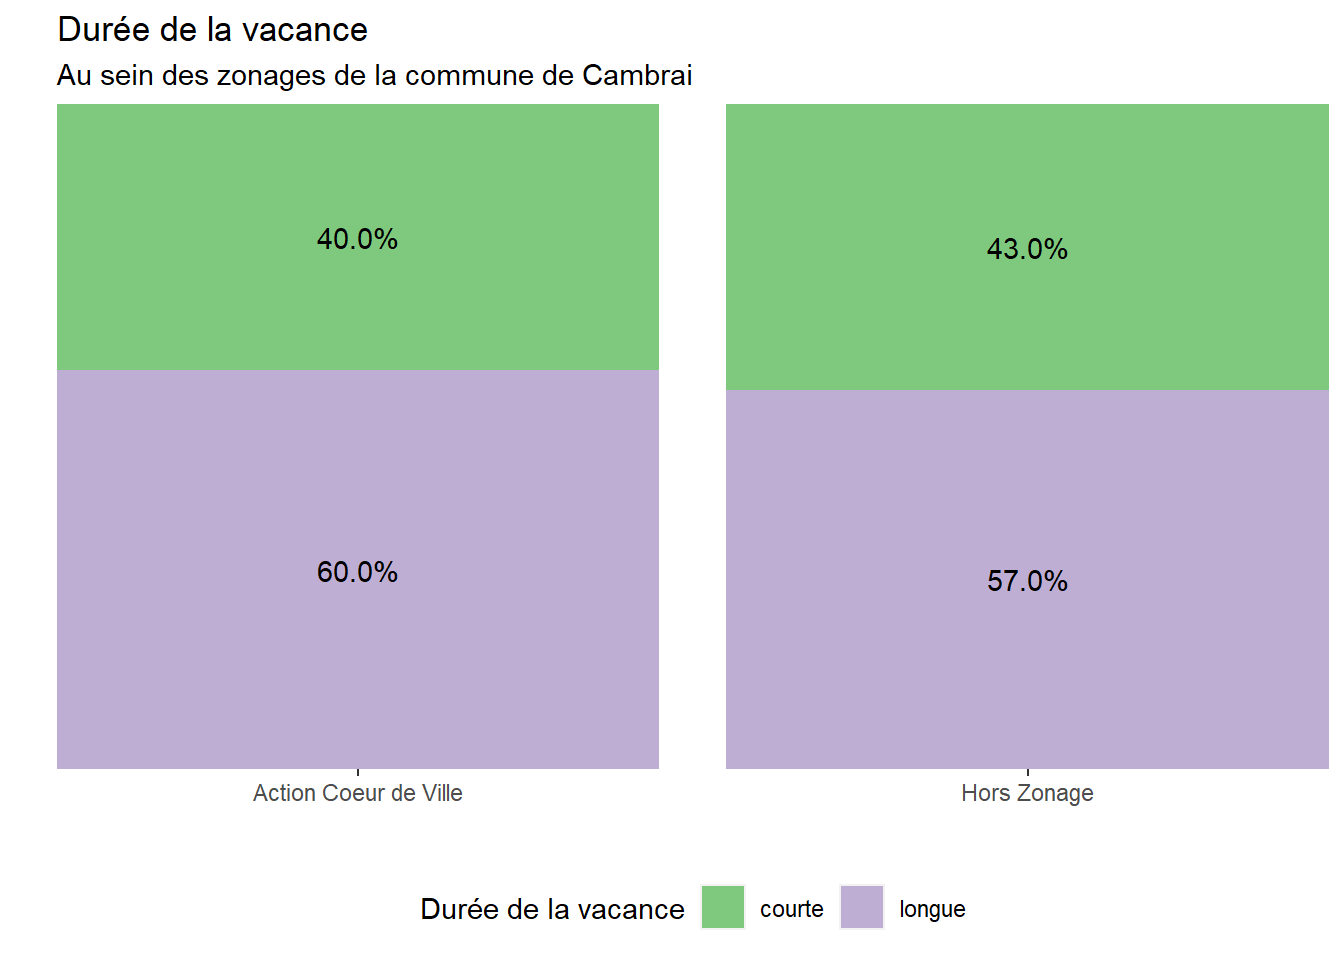 Durée de la vacance
Au sein des zonages de la commune de Cambrai
40.0%
43.0%
60.0%
57.0%
Action Coeur de Ville
Hors Zonage
Durée de la vacance courte longue